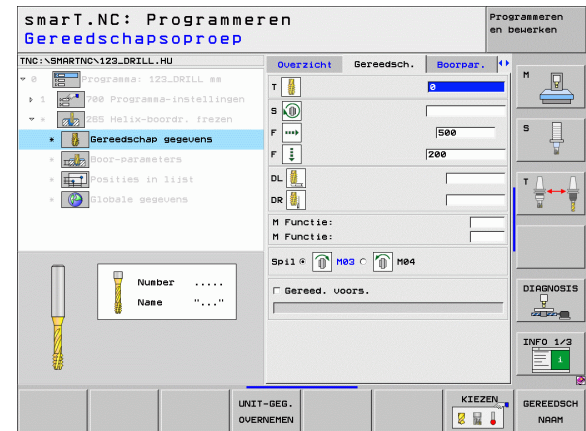 smarT.NC: Programmeren
Gereedschapsoproep
Programmeren
en bewerken
TNC:\SMARTNC\123_DRILL.HU
0 Programma: 123_DRILL mm
1 700 Programma-instellingen
* 285 Helix-boordr. frezen
* Gereedschap gegevens
* Boor-parameters
* Posities in lijst
* Globale gegevens
Number .....
Name "..."
Overzicht Gereedsch. Boorpar.
T 0
S
F 500
F 200
DL
DR
M Functie:
M Functie:
Spil M03 M04
Gereed. voors.
M
S
T
DIAGNOSIS
INFO 1/3
UNIT-GEG.
OVERNEMEN
KIEZEN
GEREEDSCH
NAAM